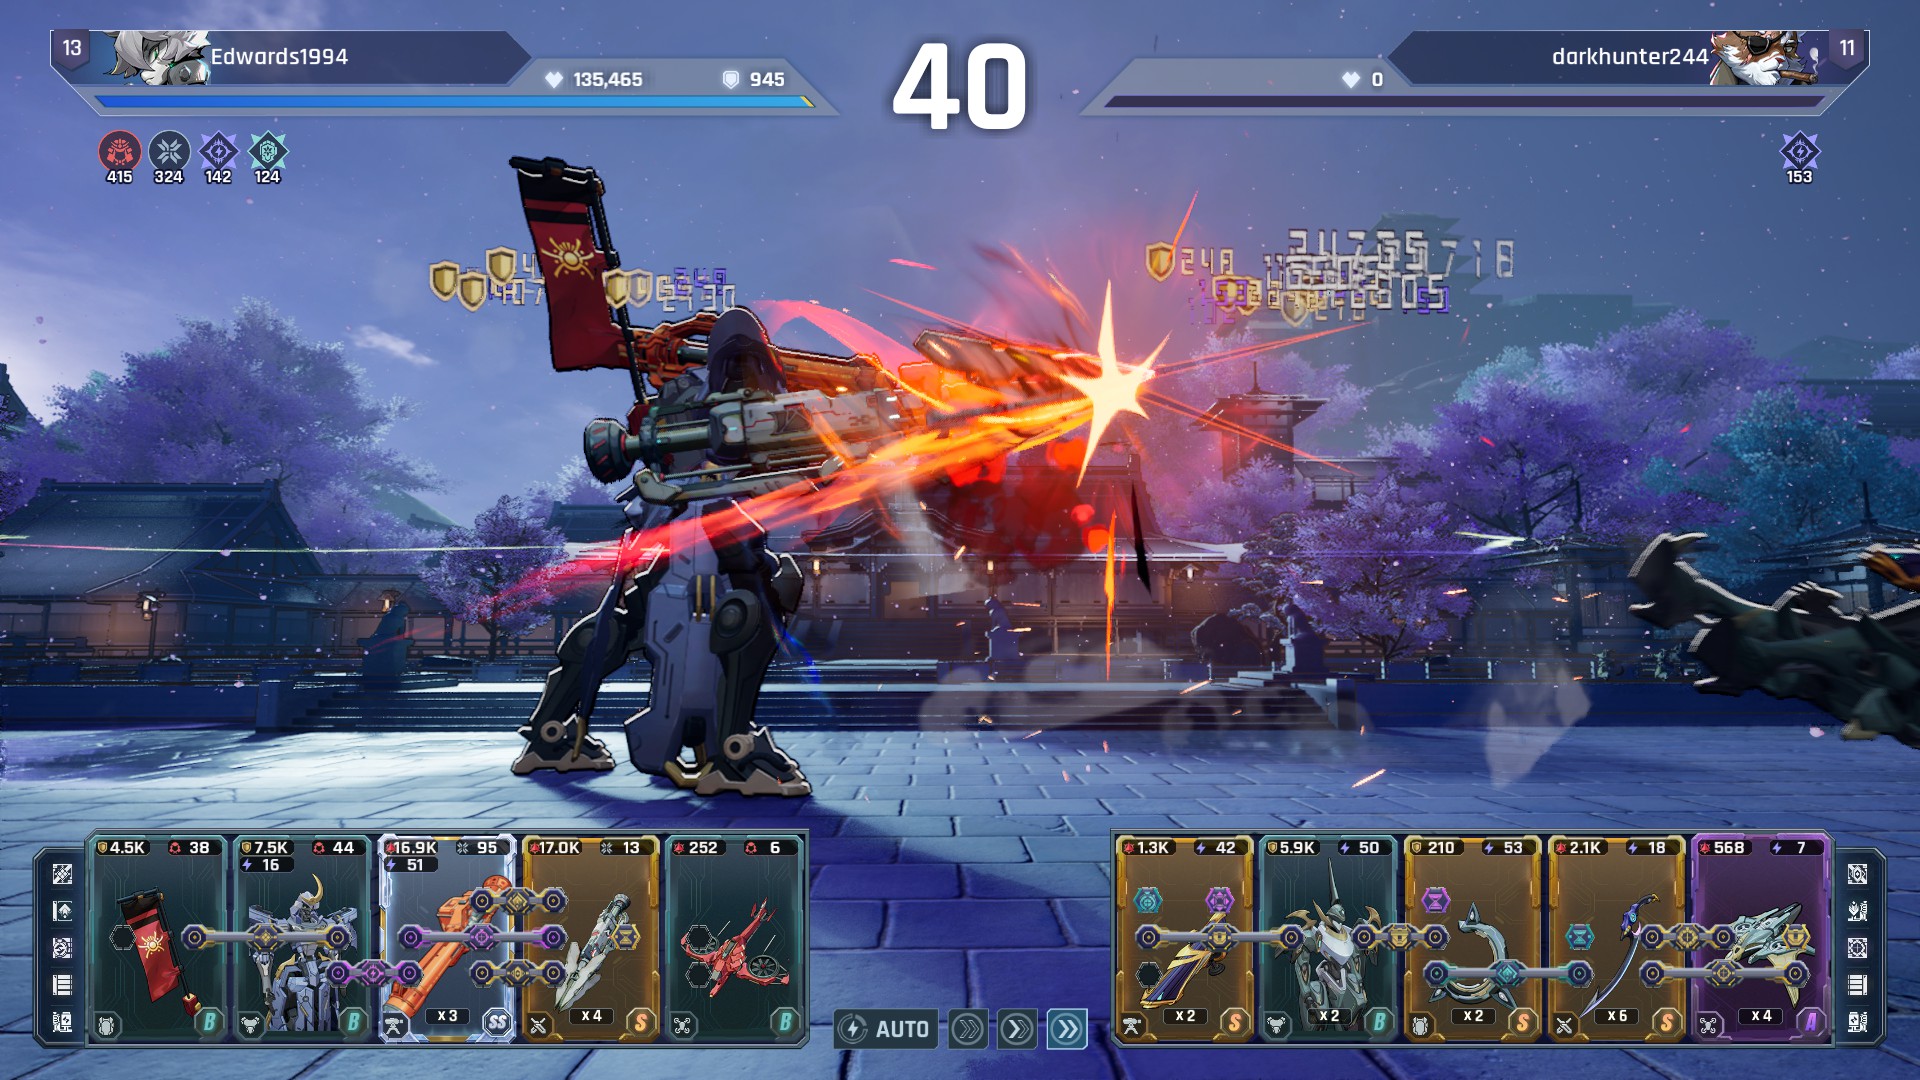 13
Edwards1994
135,465
945
40
darkhunter244
11
0
415
324
142
124
153
248
4.5K 38
7.5K 44
16
16.9K 95
51
17.0K 13
252 6
1.3K 42
5.9K 50
210 53
2.1K 18
568 7
B
B
x3 SS
x4 S
B
AUTO
x2 S
x2 B
x2 S
x6 S
x4 A